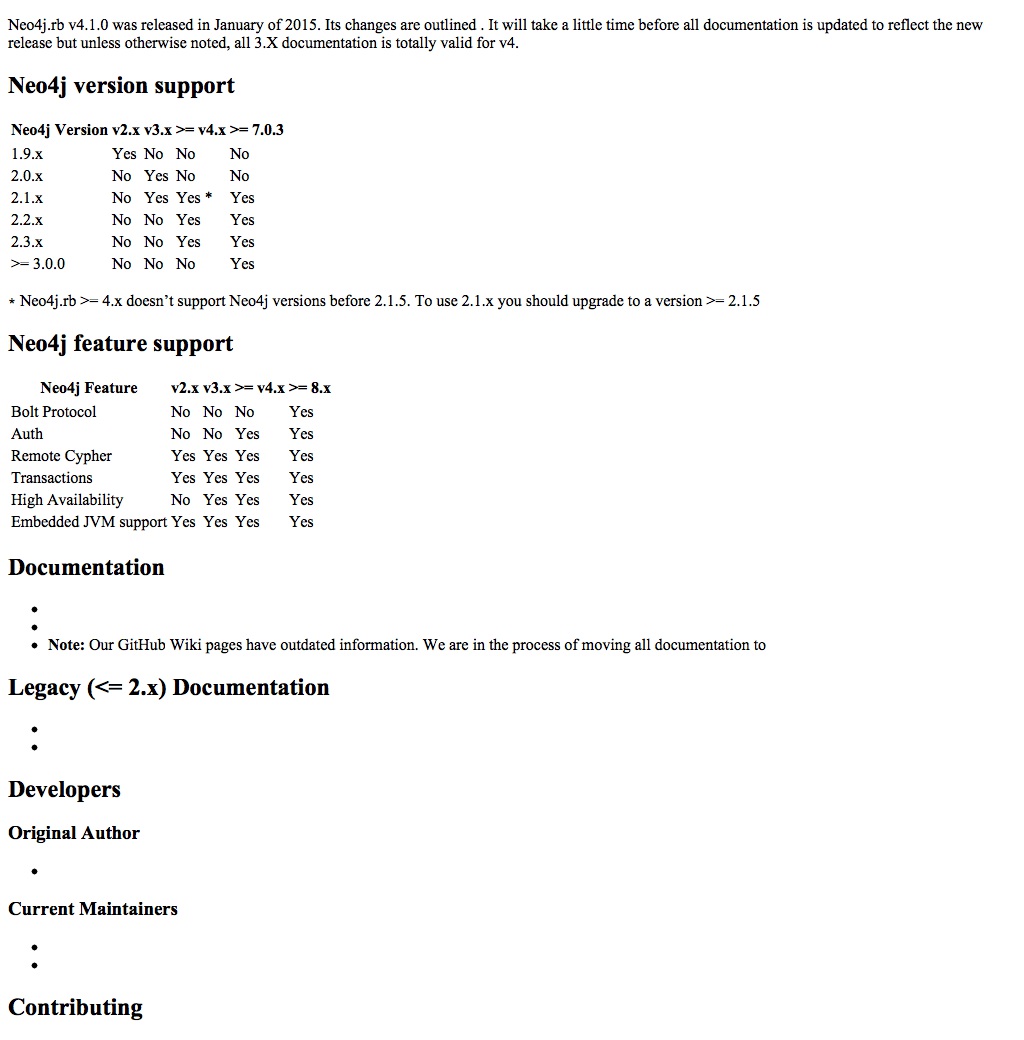 Neo4j.rb v4.1.0 was released in January of 2015. Its changes are outlined . It will take a little time before all documentation is updated to reflect the new
release but unless otherwise noted, all 3.X documentation is totally valid for v4.
Neo4j version support
Neo4j Version v2.x v3.x >= v4.x >= 7.0.3
1.9.x Yes No No No
2.0.x No Yes No No
2.1.x No Yes Yes * Yes
2.2.x No No Yes Yes
2.3.x No No Yes Yes
>= 3.0.0 No No No Yes
* Neo4j.rb >= 4.x doesn’t support Neo4j versions before 2.1.5. To use 2.1.x you should upgrade to a version >= 2.1.5
Neo4j feature support
Neo4j Feature v2.x v3.x >= v4.x >= 8.x
Bolt Protocol No No No Yes
Auth No No Yes Yes
Remote Cypher Yes Yes Yes Yes
Transactions Yes Yes Yes Yes
High Availability No Yes Yes Yes
Embedded JVM support Yes Yes Yes Yes
Documentation
•
•
• Note: Our GitHub Wiki pages have outdated information. We are in the process of moving all documentation to
Legacy (<= 2.x) Documentation
•
•
Developers
Original Author
•
Current Maintainers
•
•
Contributing